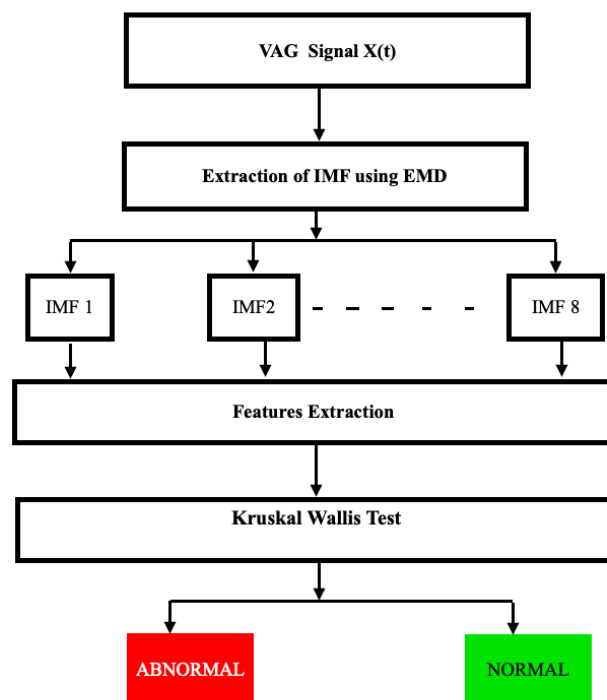 VAG Signal X(t)
Extraction of IMF using EMD
IMF 1
IMF2
IMF 8
Features Extraction
Kruskal Wallis Test
ABNORMAL
NORMAL